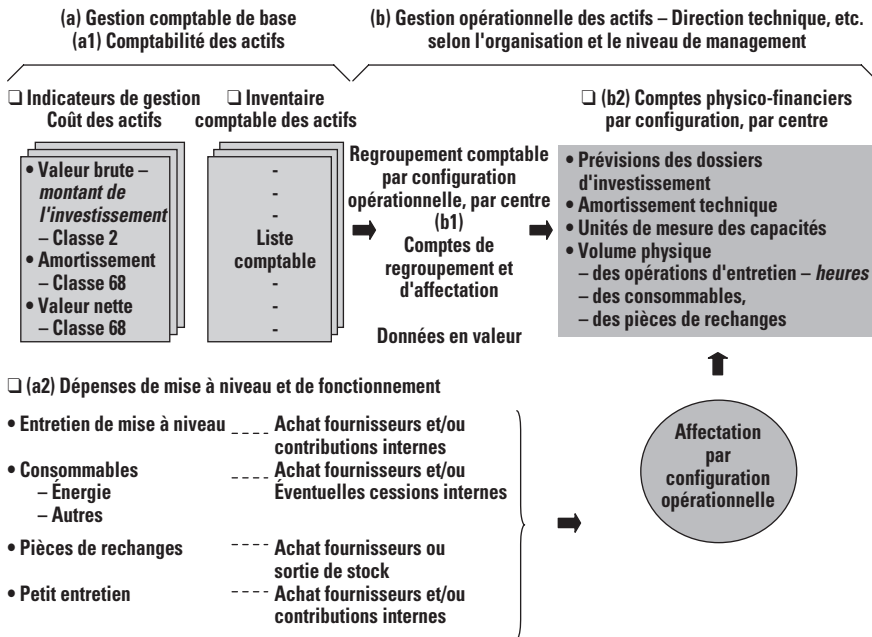 (a) Gestion comptable de base
(a1) Comptabilité des actifs
(b) Gestion opérationnelle des actifs – Direction technique, etc.
selon l'organisation et le niveau de management
❑ Indicateurs de gestion
Coût des actifs
❑ Inventaire
comptable des actifs
❑ (b2) Comptes physico-financiers
par configuration, par centre
• Valeur brute –
montant de
l'investissement
– Classe 2
• Amortissement
– Classe 68
• Valeur nette
– Classe 68
-
-
-
Liste
comptable
-
-
-
Regroupement comptable
par configuration
opérationnelle, par centre
(b1)
Comptes de
regroupement et
d'affectation
Données en valeur
• Prévisions des dossiers
d'investissement
• Amortissement technique
• Unités de mesure des capacités
• Volume physique
– des opérations d'entretien – heures
– des consommables,
– des pièces de rechanges
❑ (a2) Dépenses de mise à niveau et de fonctionnement
• Entretien de mise à niveau ---- Achat fournisseurs et/ou
contributions internes
• Consommables ---- Achat fournisseurs et/ou
– Énergie Éventuelles cessions internes
– Autres
• Pièces de rechanges ---- Achat fournisseurs ou
sortie de stock
• Petit entretien ---- Achat fournisseurs et/ou
contributions internes
Affectation
par
configuration
opérationnelle